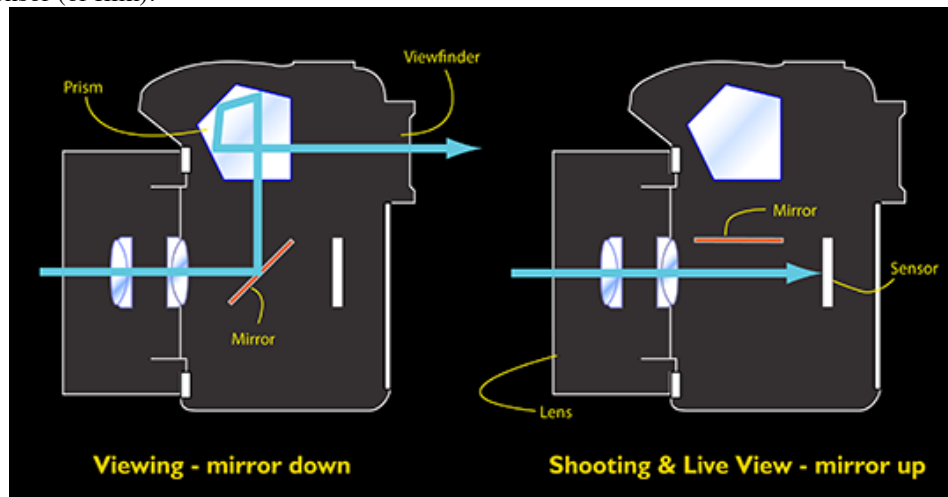 Viewfinder
Prism
Mirror
Viewing - mirror down
Mirror
Sensor
Lens
Shooting & Live View - mirror up